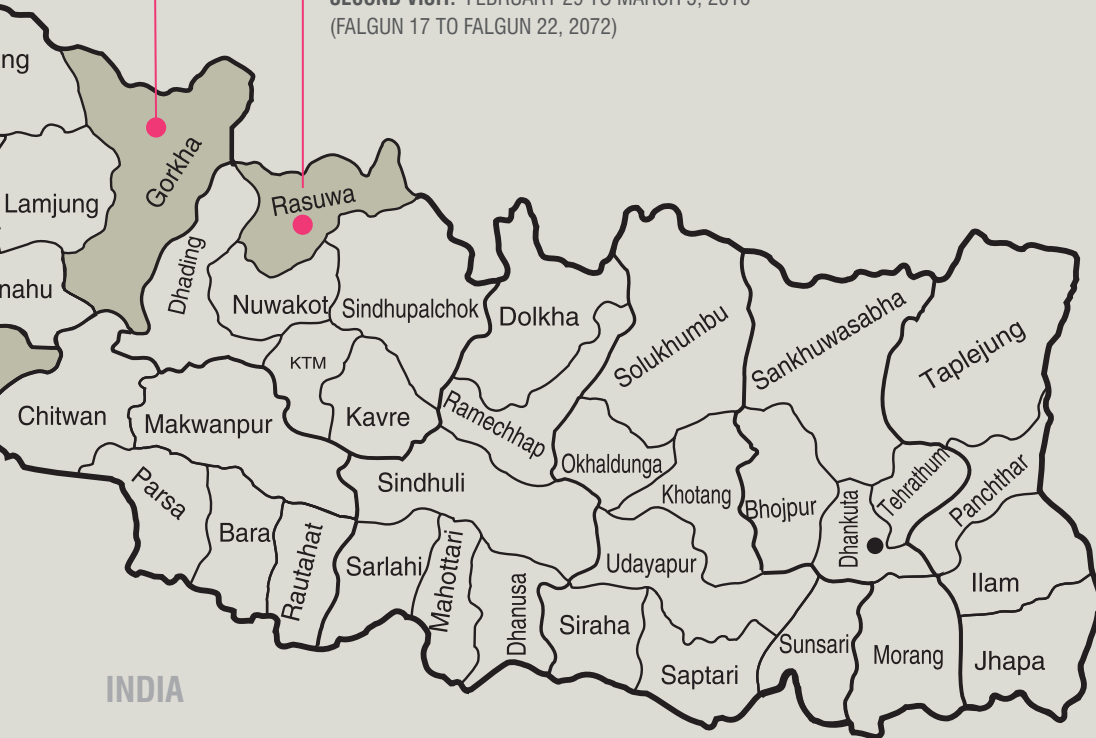 (FALGUN 17 TO FALGUN 22, 2072)
ng
Gorkha
Lamjung
Rasuwa
Dhading
nahu
Nuwakot
Sindhupalchok
Dolkha
Solukhumbu
Sankhuwasabha
Taplejung
KTM
Chitwan
Makwanpur
Kavre
Ramechhap
Okhaldunga
Khotang
Bhojpur
Dhankuta
Tehrathum
Panchthar
Parsa
Sindhuli
Bara
Rautahat
Sarlahi
Mahottari
Dhanusa
Udayapur
Siraha
Saptari
Sunsari
Morang
Ilam
Jhapa
INDIA